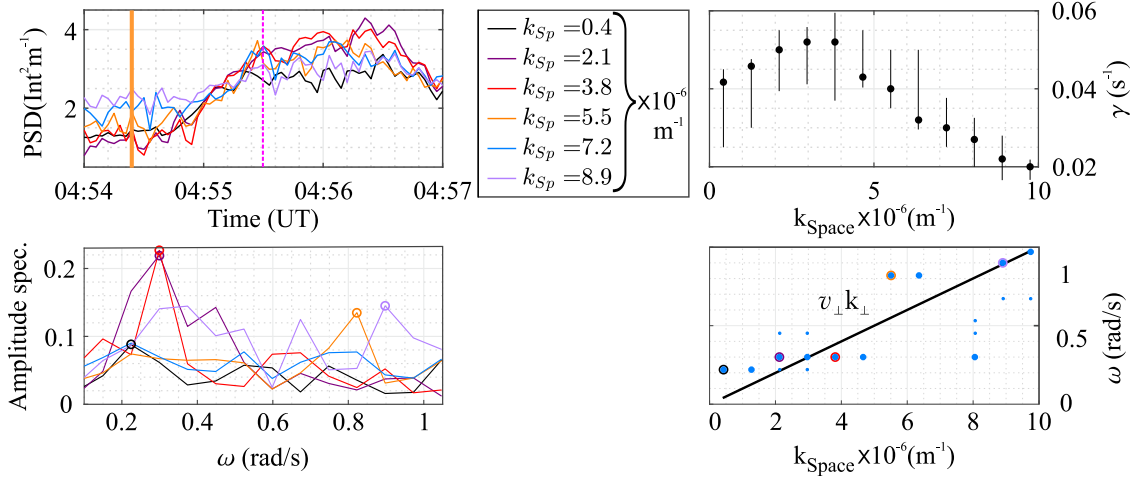 PSD(Int²m⁻¹)
4
2
04:54
04:55
04:56
04:57
Time (UT)
k_Sp =0.4
k_Sp =2.1
k_Sp =3.8
k_Sp =5.5
k_Sp =7.2
k_Sp =8.9
×10⁻⁶
m⁻¹
0.06
0.04
0.02
γ (s⁻¹)
0
5
10
k_Space×10⁻⁶(m⁻¹)
Amplitude spec.
0.2
0.1
0
0.2
0.4
0.6
0.8
1
ω (rad/s)
v⊥k⊥
1
0.5
0
ω (rad/s)
0
2
4
6
8
10
k_Space×10⁻⁶(m⁻¹)